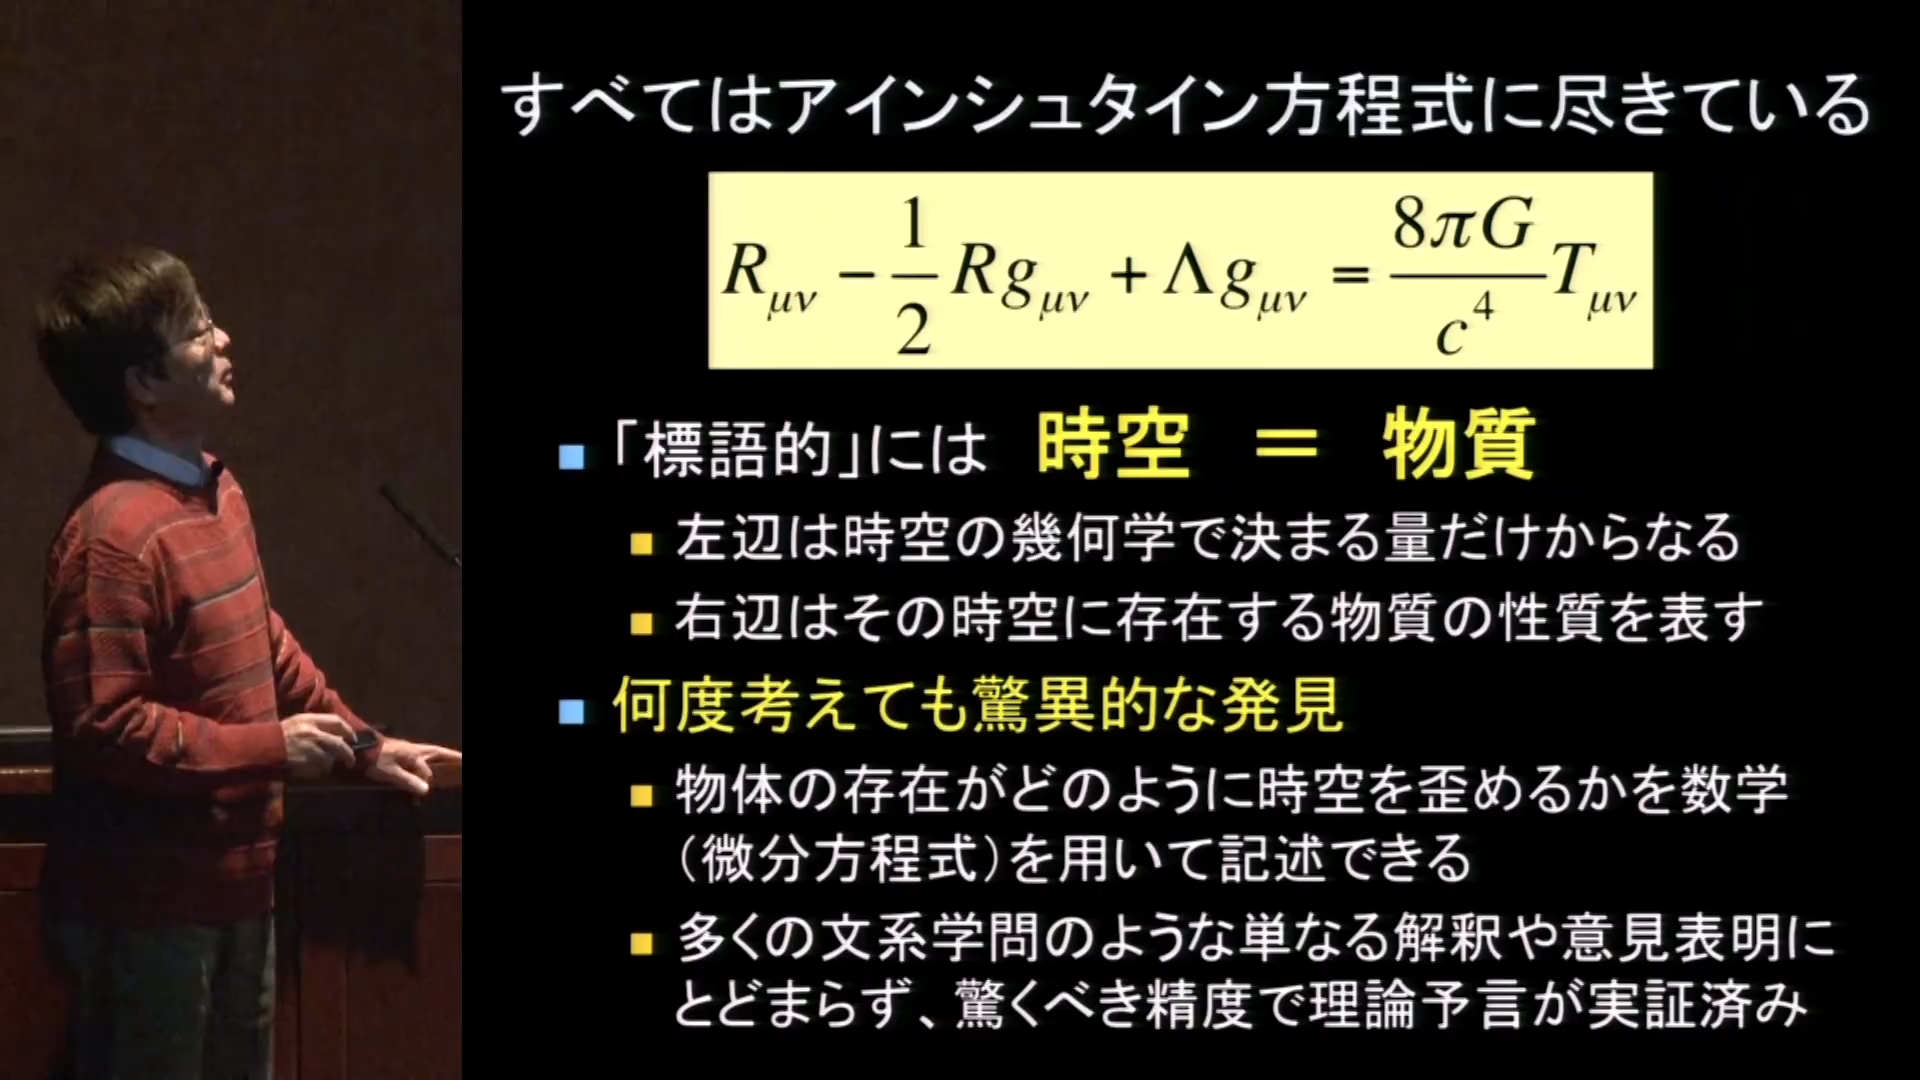 すべてはアインシュタイン方程式に尽きている
R_{μν} − \frac{1}{2} R g_{μν} + Λ g_{μν} = \frac{8πG}{c^4} T_{μν}
「標語的」には 時空 = 物質
左辺は時空の幾何学で決まる量だけからなる
右辺はその時空に存在する物質の性質を表す
何度考えても驚異的な発見
物体の存在がどのように時空を歪めるかを数学
(微分方程式)を用いて記述できる
多くの文系学問のような単なる解釈や意見表明に
とどまらず、驚くべき精度で理論予言が実証済み